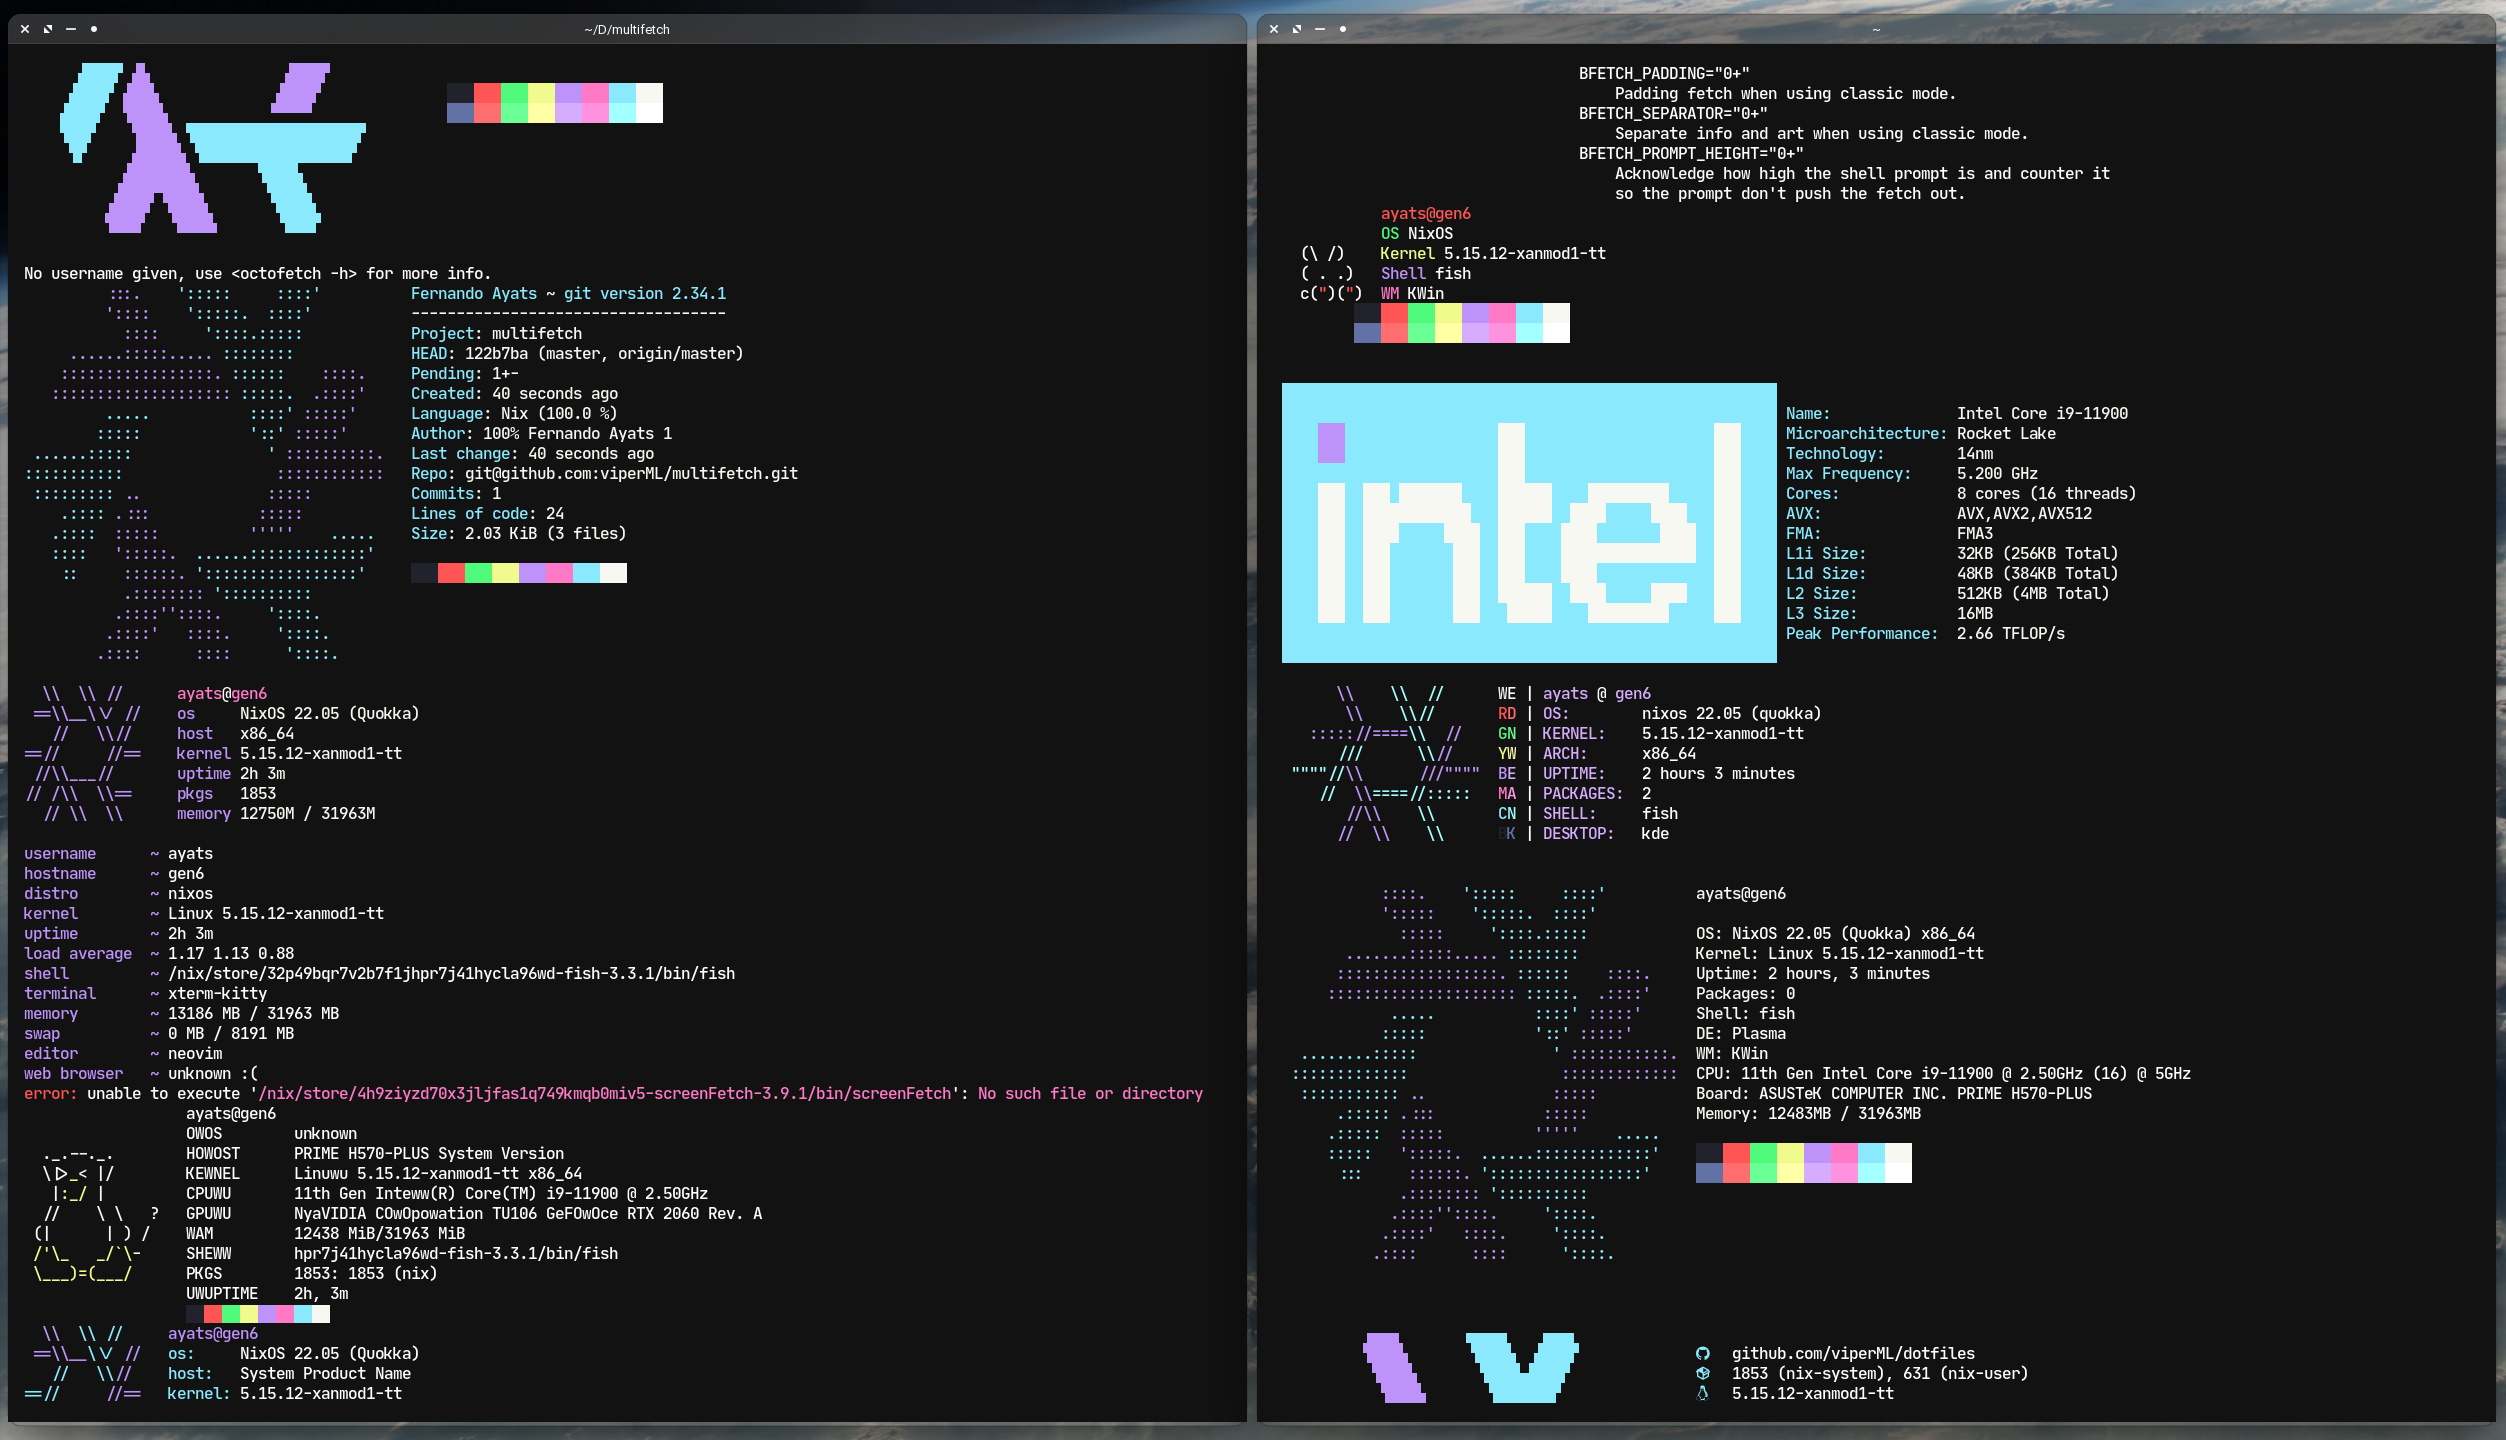 ~/D/multifetch
No username given, use <octofetch -h> for more info.
Fernando Ayats ~ git version 2.34.1
-----------------------------------
Project: multifetch
HEAD: 122b7ba (master, origin/master)
Pending: 1+-
Created: 40 seconds ago
Language: Nix (100.0 %)
Author: 100% Fernando Ayats 1
Last change: 40 seconds ago
Repo: git@github.com:viperML/multifetch.git
Commits: 1
Lines of code: 24
Size: 2.03 KiB (3 files)
ayats@gen6
os NixOS 22.05 (Quokka)
host x86_64
kernel 5.15.12-xanmod1-tt
uptime 2h 3m
pkgs 1853
memory 12750M / 31963M
username ~ ayats
hostname ~ gen6
distro ~ nixos
kernel ~ Linux 5.15.12-xanmod1-tt
uptime ~ 2h 3m
load average ~ 1.17 1.13 0.88
shell ~ /nix/store/32p49bqr7v2b7f1jhpr7j41hycla96wd-fish-3.3.1/bin/fish
terminal ~ xterm-kitty
memory ~ 13186 MB / 31963 MB
swap ~ 0 MB / 8191 MB
editor ~ neovim
web browser ~ unknown :(
error: unable to execute '/nix/store/4h9ziyzd70x3jljfas1q749kmqb0miv5-screenFetch-3.9.1/bin/screenFetch': No such file or directory
ayats@gen6
OWOS unknown
HOWOST PRIME H570-PLUS System Version
KEWNEL Linuwu 5.15.12-xanmod1-tt x86_64
CPUWU 11th Gen Inteww(R) Core(TM) i9-11900 @ 2.50GHz
GPUWU NyaVIDIA COwOpowation TU106 GeFOwOce RTX 2060 Rev. A
WAM 12438 MiB/31963 MiB
SHEWW hpr7j41hycla96wd-fish-3.3.1/bin/fish
PKGS 1853: 1853 (nix)
UWUPTIME 2h, 3m
ayats@gen6
os: NixOS 22.05 (Quokka)
host: System Product Name
kernel: 5.15.12-xanmod1-tt
~
BFETCH_PADDING="0+"
Padding fetch when using classic mode.
BFETCH_SEPARATOR="0+"
Separate info and art when using classic mode.
BFETCH_PROMPT_HEIGHT="0+"
Acknowledge how high the shell prompt is and counter it
so the prompt don't push the fetch out.
ayats@gen6
OS NixOS
(\ /) Kernel 5.15.12-xanmod1-tt
( . .) Shell fish
c(")(") WM KWin
intel
Name: Intel Core i9-11900
Microarchitecture: Rocket Lake
Technology: 14nm
Max Frequency: 5.200 GHz
Cores: 8 cores (16 threads)
AVX: AVX,AVX2,AVX512
FMA: FMA3
L1i Size: 32KB (256KB Total)
L1d Size: 48KB (384KB Total)
L2 Size: 512KB (4MB Total)
L3 Size: 16MB
Peak Performance: 2.66 TFLOP/s
WE | ayats @ gen6
RD | OS: nixos 22.05 (quokka)
GN | KERNEL: 5.15.12-xanmod1-tt
YW | ARCH: x86_64
BE | UPTIME: 2 hours 3 minutes
MA | PACKAGES: 2
CN | SHELL: fish
BK | DESKTOP: kde
ayats@gen6
OS: NixOS 22.05 (Quokka) x86_64
Kernel: Linux 5.15.12-xanmod1-tt
Uptime: 2 hours, 3 minutes
Packages: 0
Shell: fish
DE: Plasma
WM: KWin
CPU: 11th Gen Intel Core i9-11900 @ 2.50GHz (16) @ 5GHz
Board: ASUSTeK COMPUTER INC. PRIME H570-PLUS
Memory: 12483MB / 31963MB
github.com/viperML/dotfiles
1853 (nix-system), 631 (nix-user)
5.15.12-xanmod1-tt